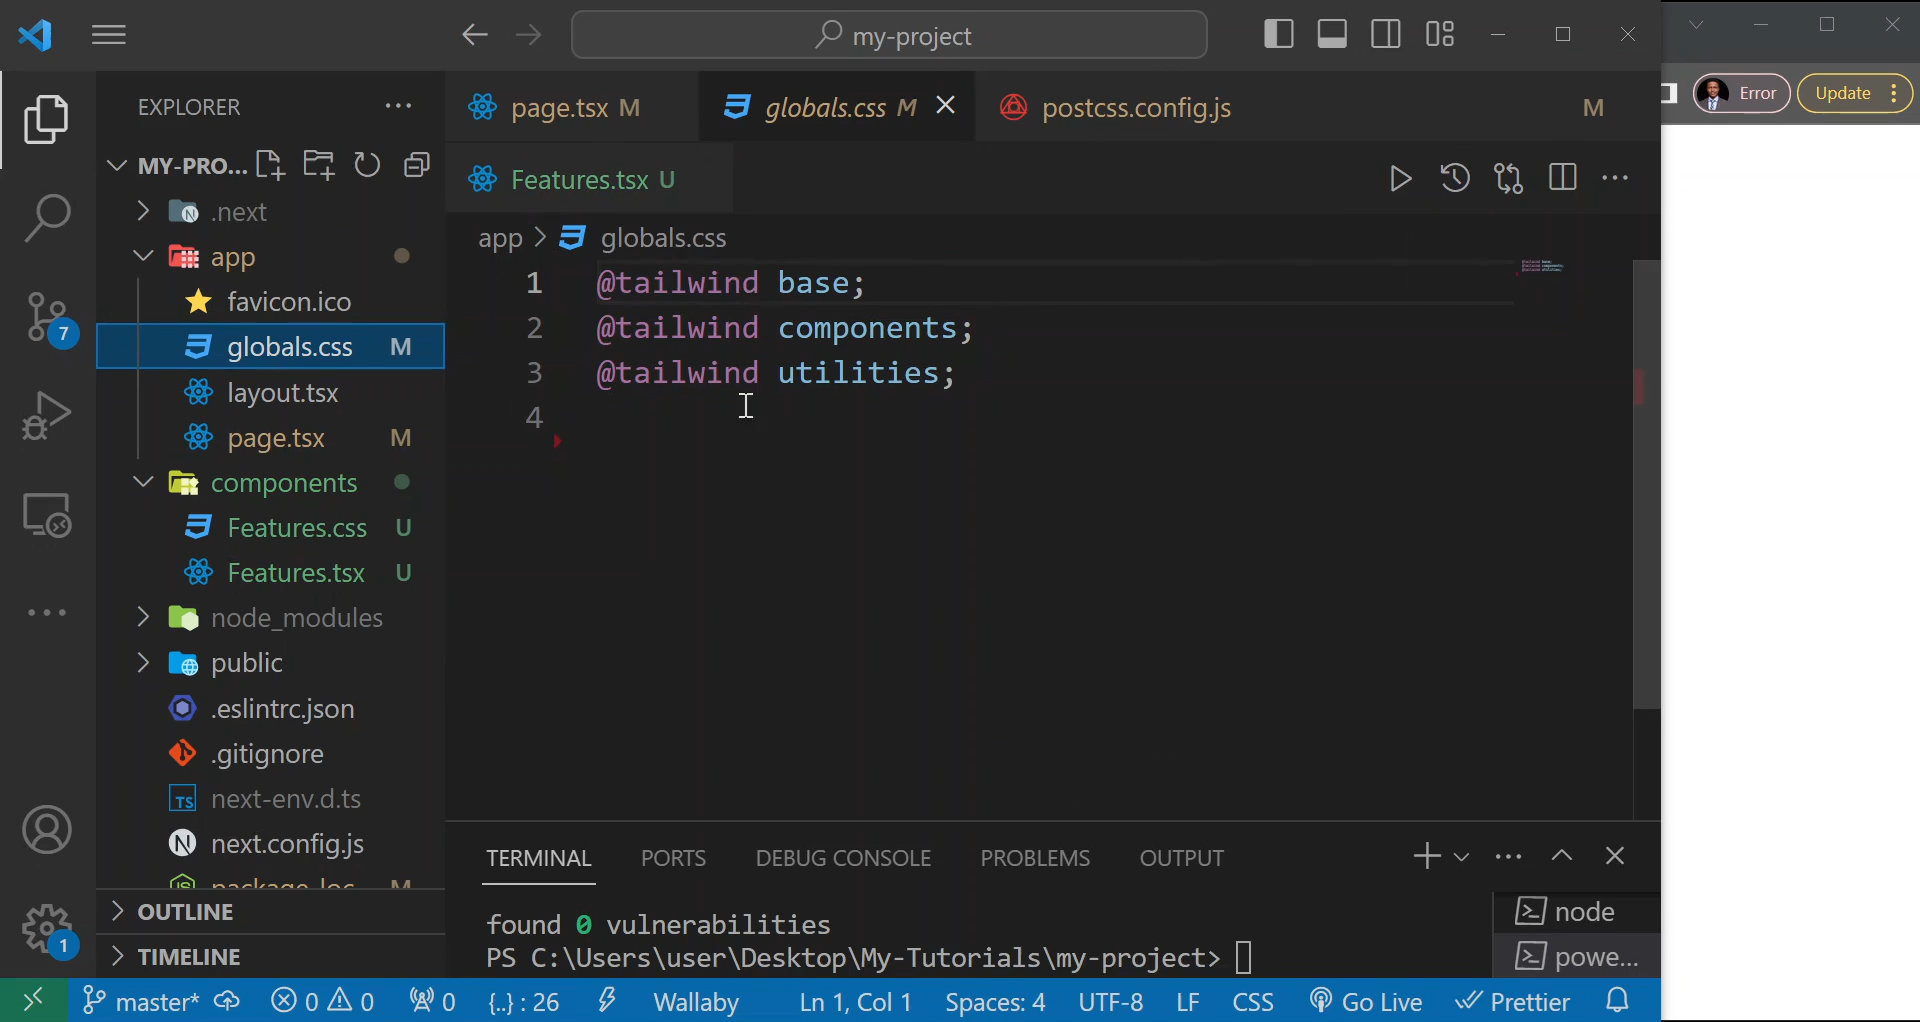 my-project
Error
Update
EXPLORER
page.tsx M
globals.css M
postcss.config.js M
MY-PRO...
Features.tsx U
.next
app
app > globals.css
favicon.ico
1 @tailwind base;
globals.css M
2 @tailwind components;
layout.tsx
3 @tailwind utilities;
page.tsx M
4
components
Features.css U
Features.tsx U
node_modules
public
.eslintrc.json
.gitignore
TS next-env.d.ts
N next.config.js
TERMINAL PORTS DEBUG CONSOLE PROBLEMS OUTPUT
OUTLINE
found 0 vulnerabilities
node
TIMELINE
PS C:\Users\user\Desktop\My-Tutorials\my-project>
powe...
7
1
master* 0 0 0 {..} : 26 Wallaby Ln 1, Col 1 Spaces: 4 UTF-8 LF CSS Go Live Prettier